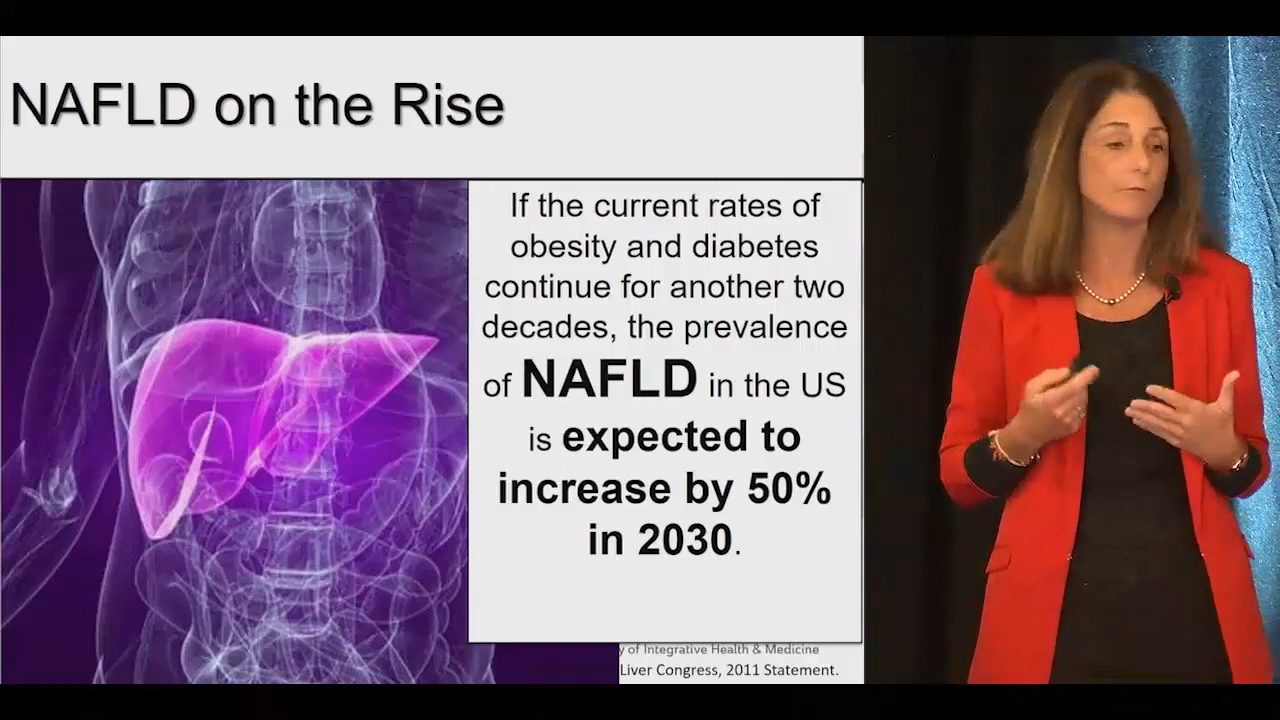 NAFLD on the Rise
If the current rates of
obesity and diabetes
continue for another two
decades, the prevalence
of NAFLD in the US
is expected to
increase by 50%
in 2030.
of Integrative Health & Medicine
Liver Congress, 2011 Statement.